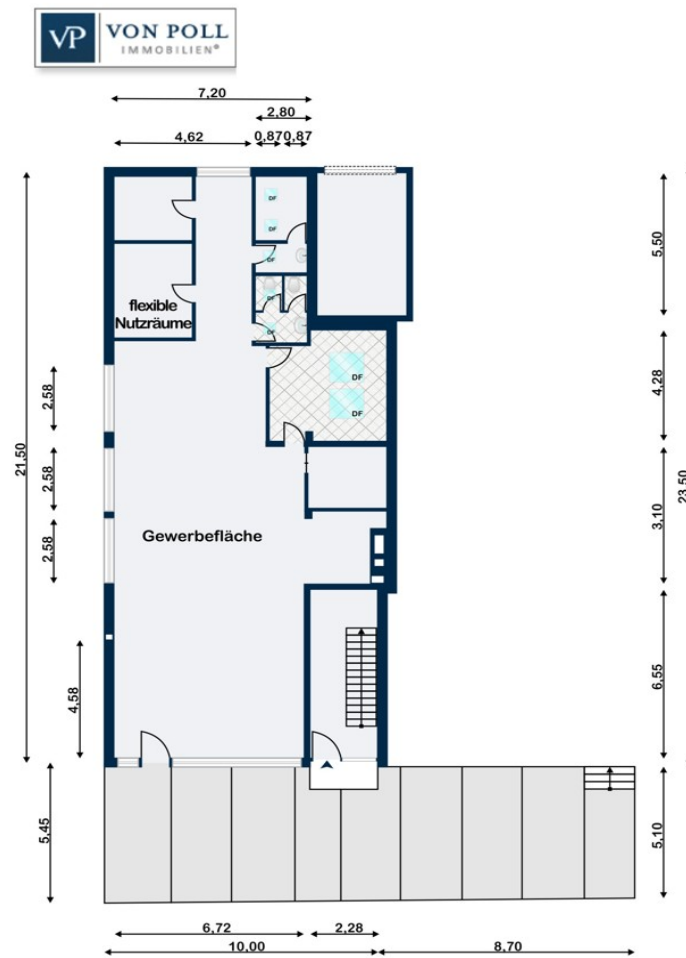 VP VON POLL
IMMOBILIEN®
7,20
2,80
4,62 0,87 0,87
DF
DF
DF
DF
DF
flexible
Nutzräume
DF
DF
Gewerbefläche
21,50
2,58
2,58
2,58
4,58
5,45
5,50
4,28
3,10
23,50
6,55
5,10
6,72 2,28
10,00 8,70